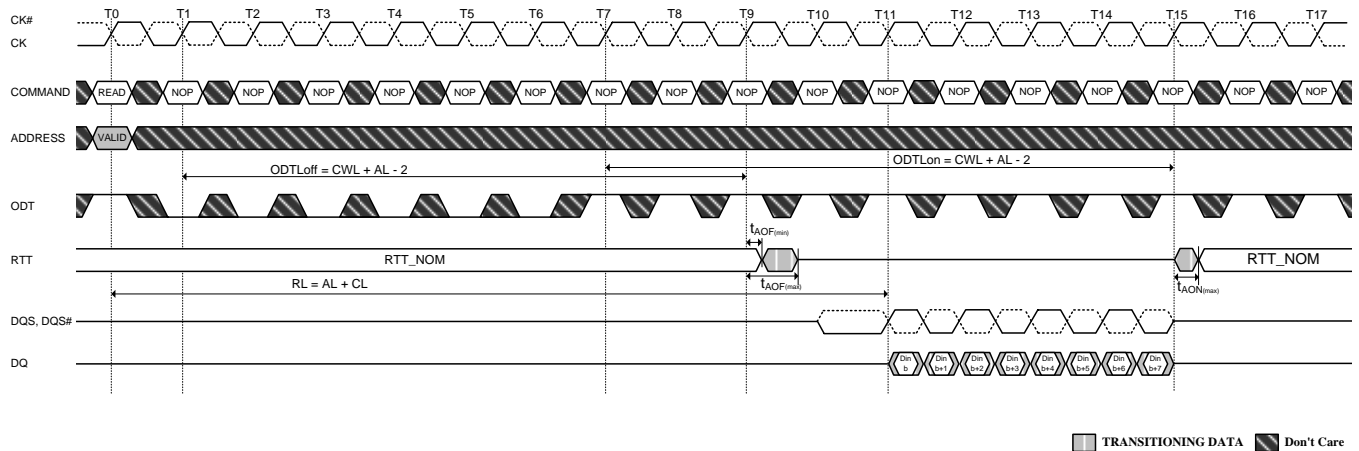 T0 T1 T2 T3 T4 T5 T6 T7 T8 T9 T10 T11 T12 T13 T14 T15 T16 T17
CK#
CK
COMMAND READ NOP NOP NOP NOP NOP NOP NOP NOP NOP NOP NOP NOP NOP NOP NOP NOP NOP
ADDRESS VALID
ODTLoff = CWL + AL - 2 ODTLon = CWL + AL - 2
ODT
tAOF(min)
RTT RTT_NOM RTT_NOM
tAOF(max) tAON(max)
RL = AL + CL
DQS, DQS#
DQ Din b Din b+1 Din b+2 Din b+3 Din b+4 Din b+5 Din b+6 Din b+7
TRANSITIONING DATA Don't Care